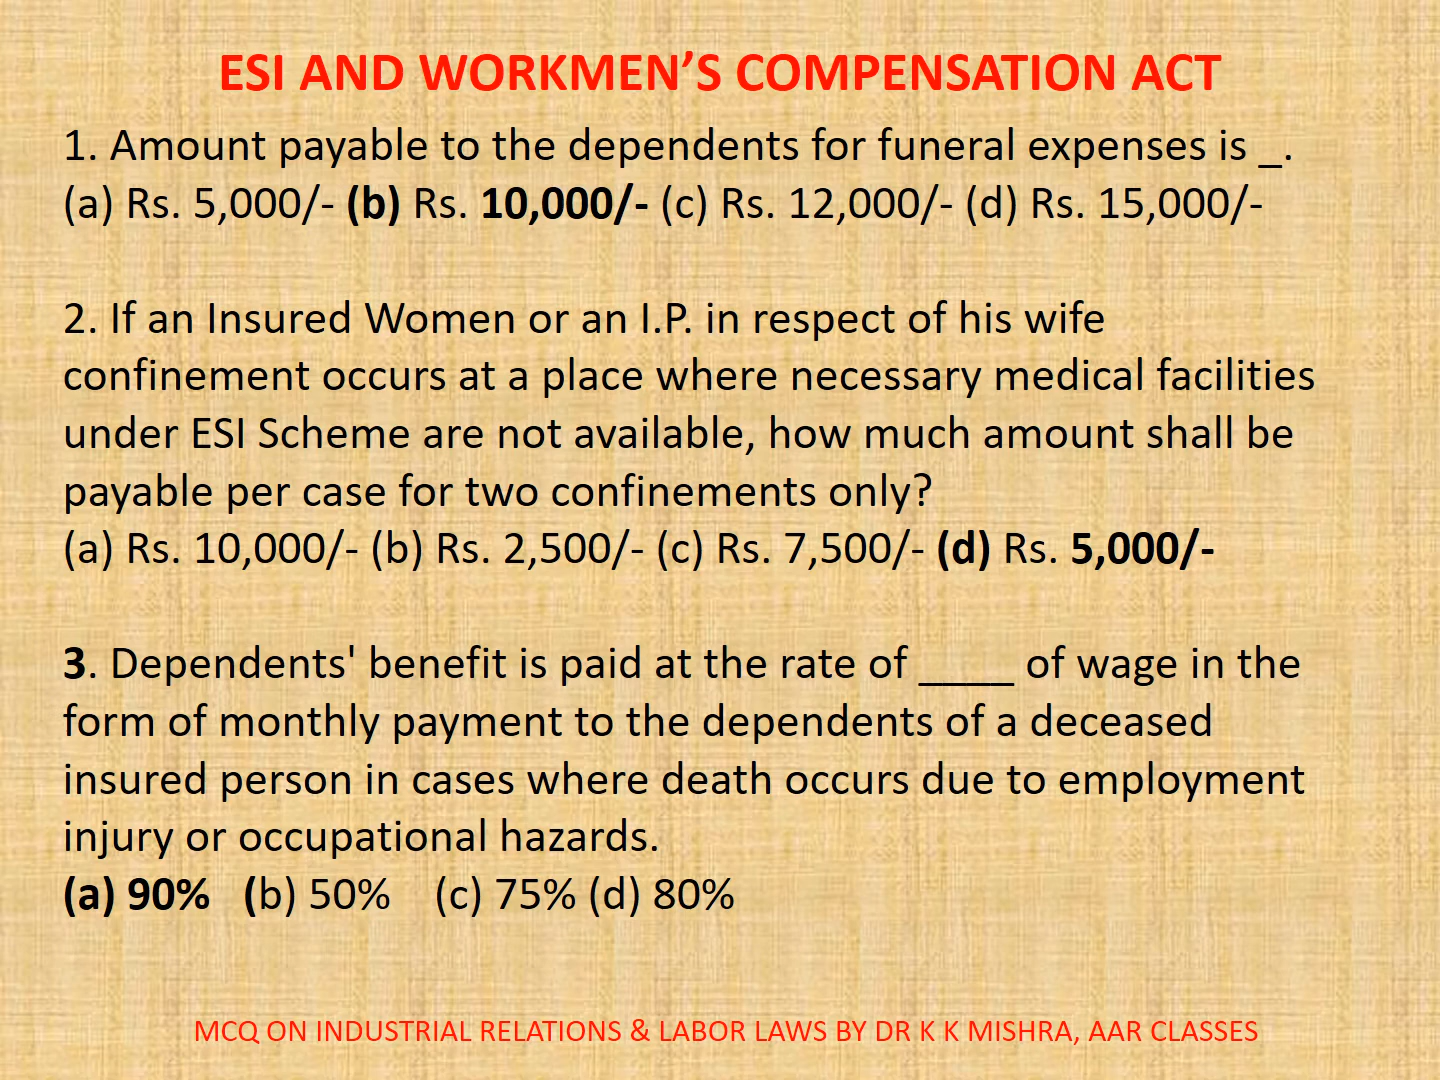 ESI AND WORKMEN’S COMPENSATION ACT
1. Amount payable to the dependents for funeral expenses is _.
(a) Rs. 5,000/- (b) Rs. 10,000/- (c) Rs. 12,000/- (d) Rs. 15,000/-
2. If an Insured Women or an I.P. in respect of his wife
confinement occurs at a place where necessary medical facilities
under ESI Scheme are not available, how much amount shall be
payable per case for two confinements only?
(a) Rs. 10,000/- (b) Rs. 2,500/- (c) Rs. 7,500/- (d) Rs. 5,000/-
3. Dependents' benefit is paid at the rate of ____ of wage in the
form of monthly payment to the dependents of a deceased
insured person in cases where death occurs due to employment
injury or occupational hazards.
(a) 90% (b) 50% (c) 75% (d) 80%
MCQ ON INDUSTRIAL RELATIONS & LABOR LAWS BY DR K K MISHRA, AAR CLASSES